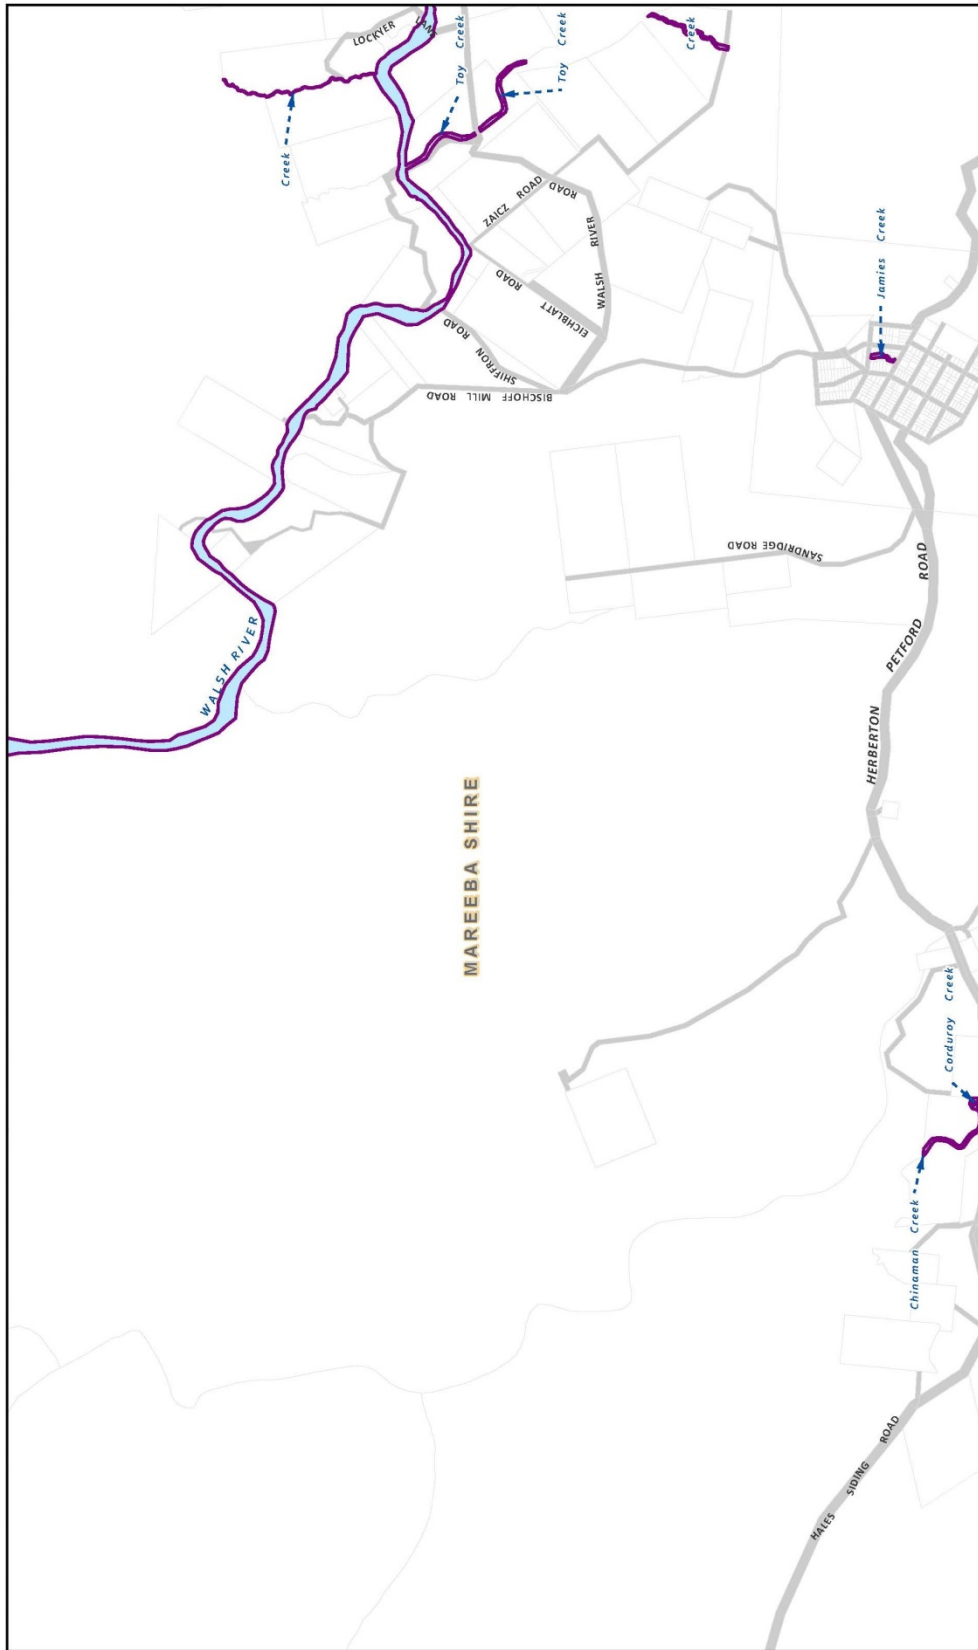 LOCKYER LANE
Toy Creek
Toy Creek
Creek
Creek
ZAICZ ROAD
WALSH RIVER ROAD
EICHBLATT ROAD
SHIFFRON ROAD
BISCHOFF MILL ROAD
Jamies Creek
SANDRIDGE ROAD
WALSH RIVER
HERBERTON PETFORD ROAD
MAREEBA SHIRE
Corduroy Creek
Chinaman Creek
HALES SIDING ROAD